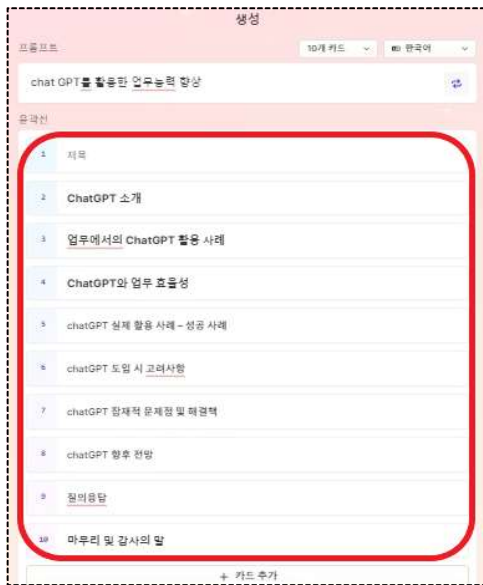 생성
프롬프트
10개 카드
한국어
chat GPT를 활용한 업무능력 향상
윤곽선
1 제목
2 ChatGPT 소개
3 업무에서의 ChatGPT 활용 사례
4 ChatGPT와 업무 효율성
5 chatGPT 실제 활용 사례 – 성공 사례
6 chatGPT 도입 시 고려사항
7 chatGPT 잠재적 문제점 및 해결책
8 chatGPT 향후 전망
9 질의응답
10 마무리 및 감사의 말
+ 카드 추가